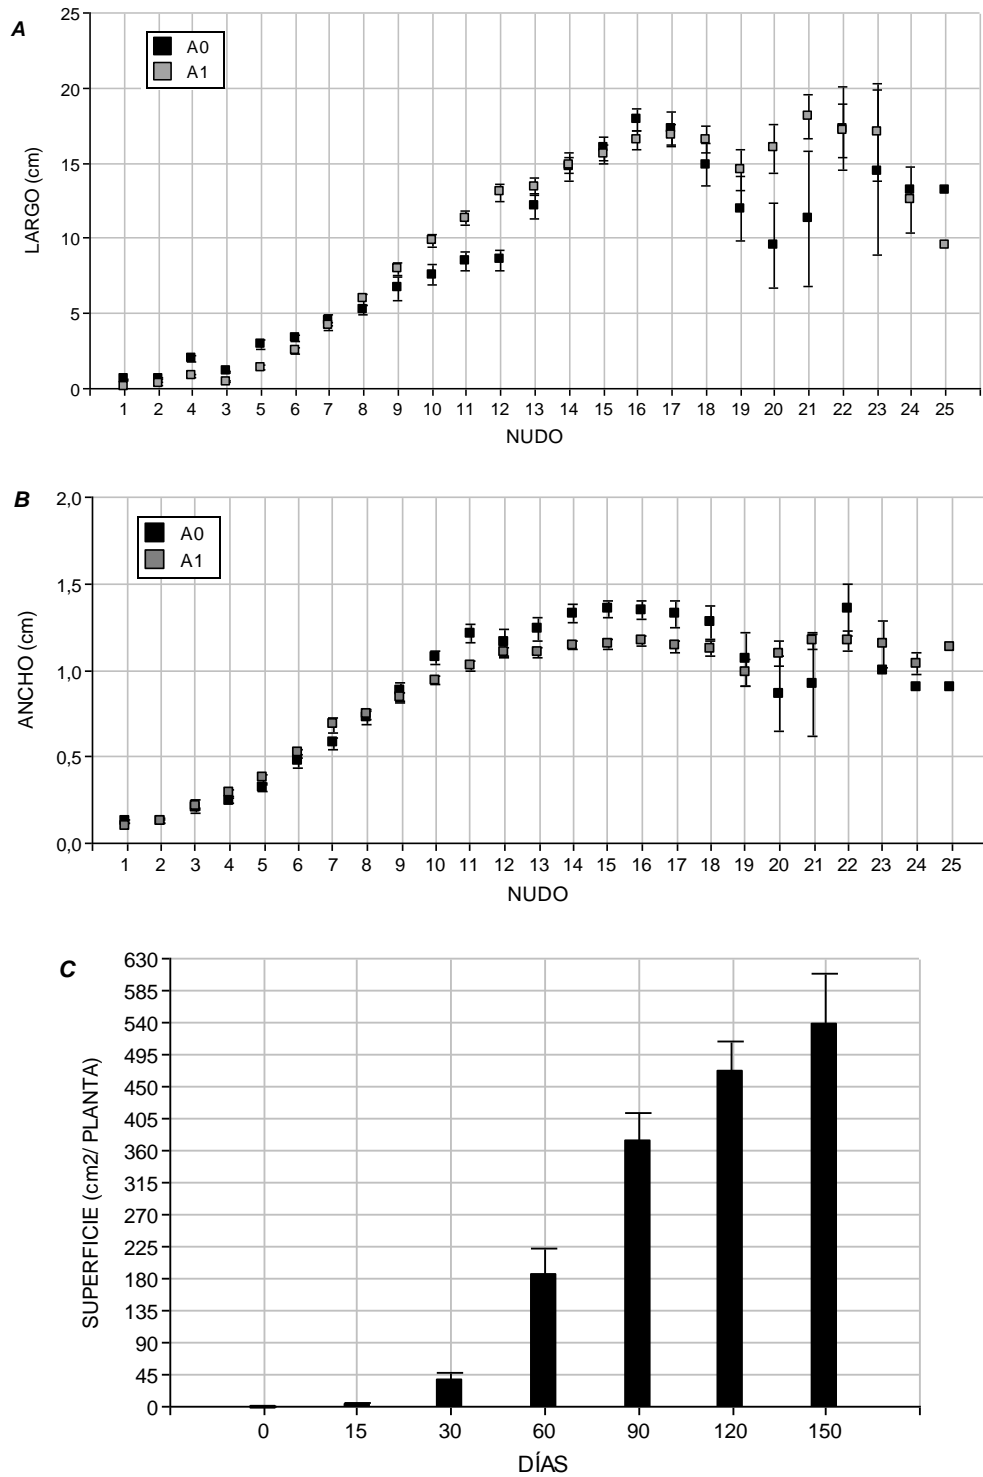 A
25
20
15
10
5
0
LARGO (cm)
A0
A1
1 2 4 3 5 6 7 8 9 10 11 12 13 14 15 16 17 18 19 20 21 22 23 24 25
NUDO
B
2,0
1,5
1,0
0,5
0,0
ANCHO (cm)
A0
A1
1 2 3 4 5 6 7 8 9 10 11 12 13 14 15 16 17 18 19 20 21 22 23 24 25
NUDO
C
630
585
540
495
450
405
360
315
270
225
180
135
90
45
0
SUPERFICIE (cm2/ PLANTA)
0 15 30 60 90 120 150
DÍAS